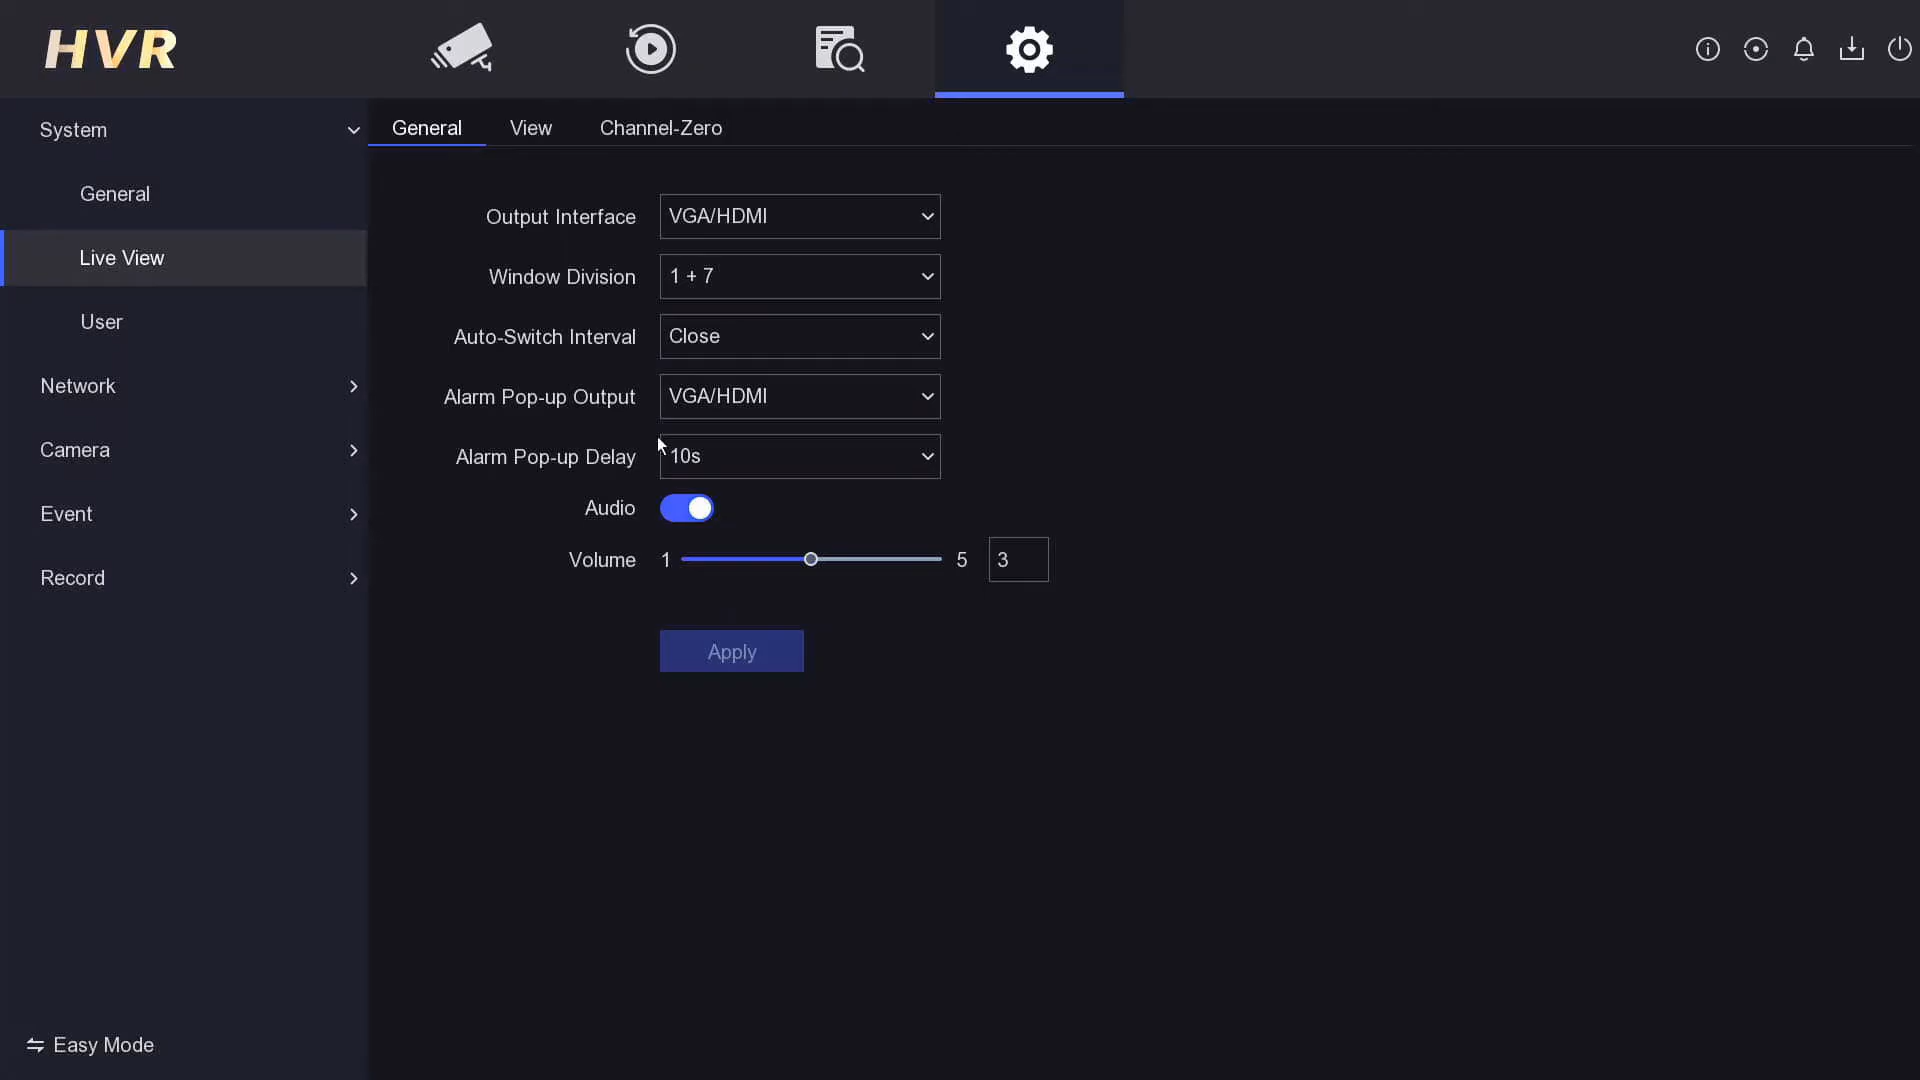 HVR
System
General
Live View
User
Network
Camera
Event
Record
Easy Mode
General View Channel-Zero
Output Interface VGA/HDMI
Window Division 1 + 7
Auto-Switch Interval Close
Alarm Pop-up Output VGA/HDMI
Alarm Pop-up Delay 10s
Audio
Volume 1 5 3
Apply